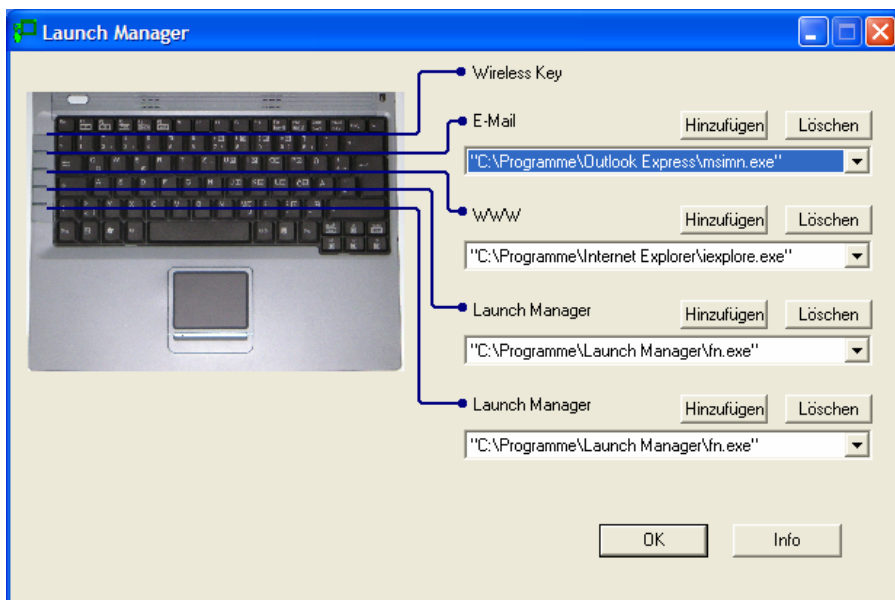 Launch Manager
Wireless Key
E-Mail
Hinzufügen
Löschen
"C:\Programme\Outlook Express\msimn.exe"
WWW
Hinzufügen
Löschen
"C:\Programme\Internet Explorer\iexplore.exe"
Launch Manager
Hinzufügen
Löschen
"C:\Programme\Launch Manager\fn.exe"
Launch Manager
Hinzufügen
Löschen
"C:\Programme\Launch Manager\fn.exe"
OK
Info